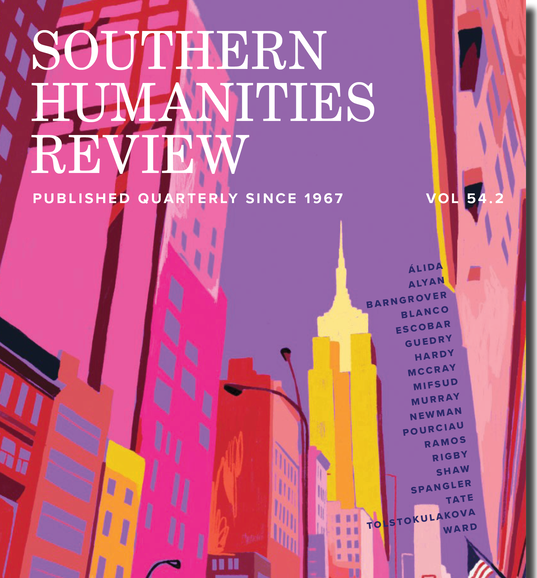 SOUTHERN
HUMANITIES
REVIEW
PUBLISHED QUARTERLY SINCE 1967 VOL 54.2
ÁLIDA
ALYAN
BARNGROVER
BLANCO
ESCOBAR
GUEDRY
HARDY
MCCRAY
MIFSUD
MURRAY
NEWMAN
POURCIAU
RAMOS
RIGBY
SHAW
SPANGLER
TATE
TOLSTOKULAKOVA
WARD